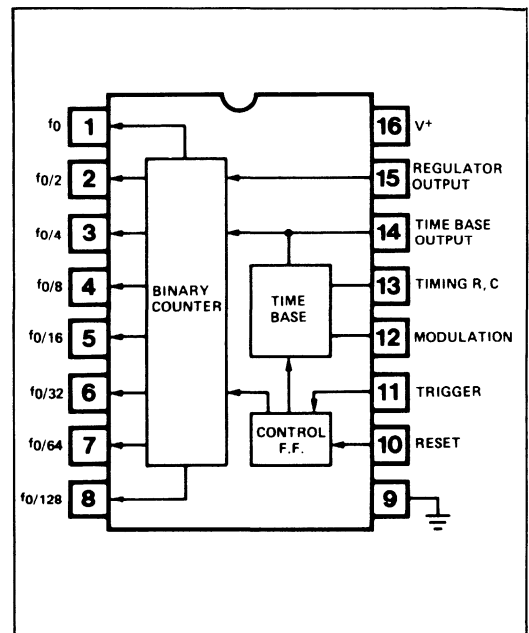 f0 1
f0/2 2
f0/4 3
f0/8 4
f0/16 5
f0/32 6
f0/64 7
f0/128 8
BINARY
COUNTER
TIME
BASE
CONTROL
F.F.
16 V+
15 REGULATOR
OUTPUT
14 TIME BASE
OUTPUT
13 TIMING R, C
12 MODULATION
11 TRIGGER
10 RESET
9